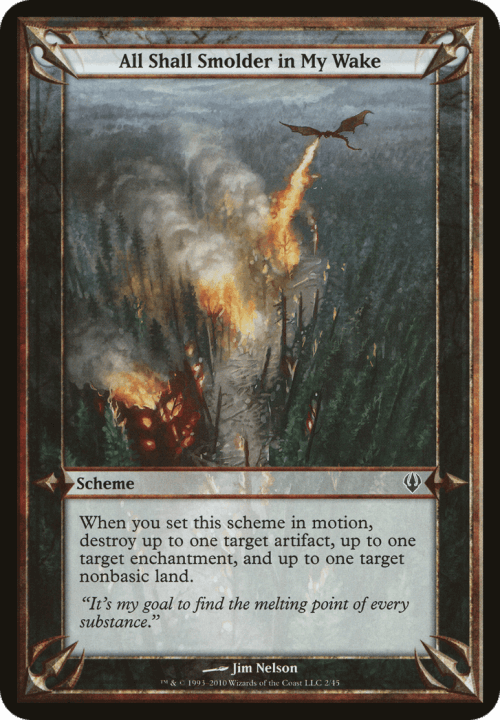 All Shall Smolder in My Wake
Scheme
When you set this scheme in motion,
destroy up to one target artifact, up to one
target enchantment, and up to one target
nonbasic land.
“It’s my goal to find the melting point of every
substance.”
Jim Nelson
™ & © 1993–2010 Wizards of the Coast LLC 2/45